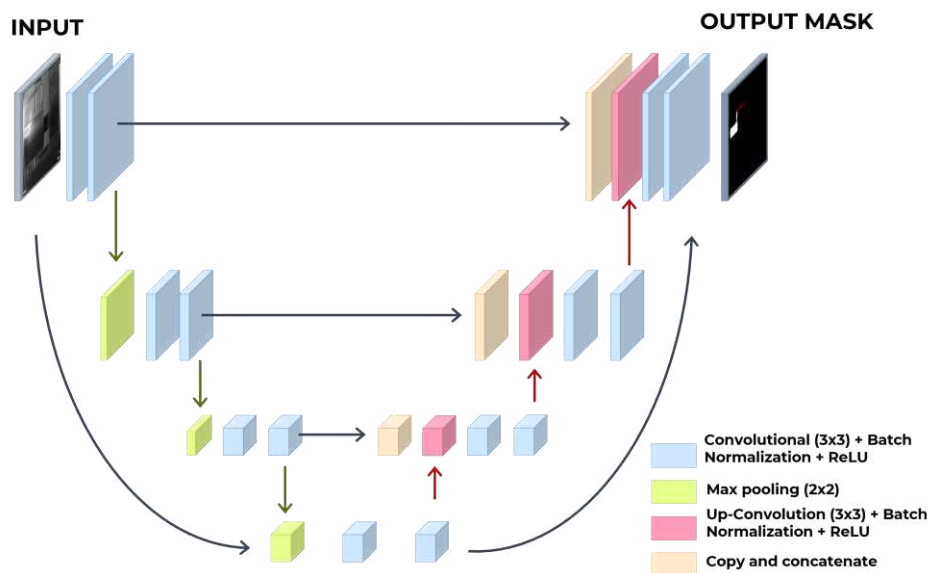 INPUT
OUTPUT MASK
Convolutional (3x3) + Batch
Normalization + ReLU
Max pooling (2x2)
Up-Convolution (3x3) + Batch
Normalization + ReLU
Copy and concatenate